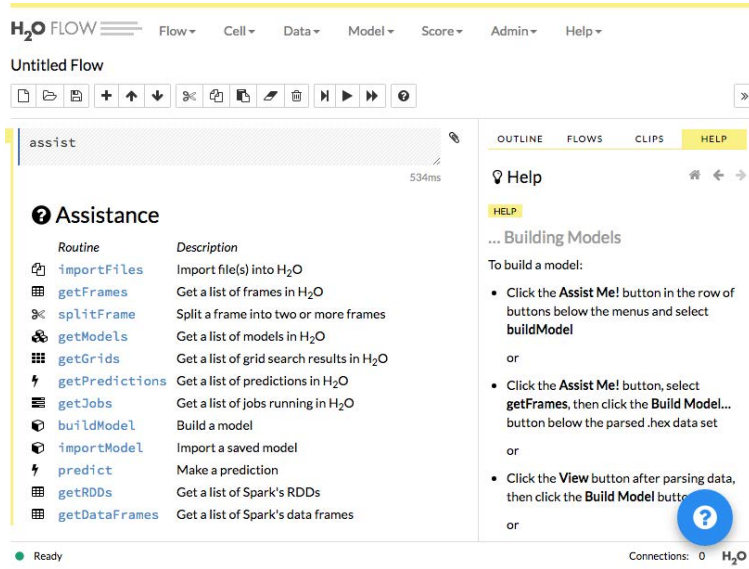 H2O FLOW
Flow Cell Data Model Score Admin Help
Untitled Flow
assist
534ms
Assistance
Routine Description
importFiles Import file(s) into H2O
getFrames Get a list of frames in H2O
splitFrame Split a frame into two or more frames
getModels Get a list of models in H2O
getGrids Get a list of grid search results in H2O
getPredictions Get a list of predictions in H2O
getJobs Get a list of jobs running in H2O
buildModel Build a model
importModel Import a saved model
predict Make a prediction
getRDDs Get a list of Spark's RDDs
getDataFrames Get a list of Spark's data frames
OUTLINE FLOWS CLIPS HELP
Help
HELP
... Building Models
To build a model:
• Click the Assist Me! button in the row of
buttons below the menus and select
buildModel
or
• Click the Assist Me! button, select
getFrames, then click the Build Model...
button below the parsed .hex data set
or
• Click the View button after parsing data,
then click the Build Model
or
Ready
Connections: 0 H2O